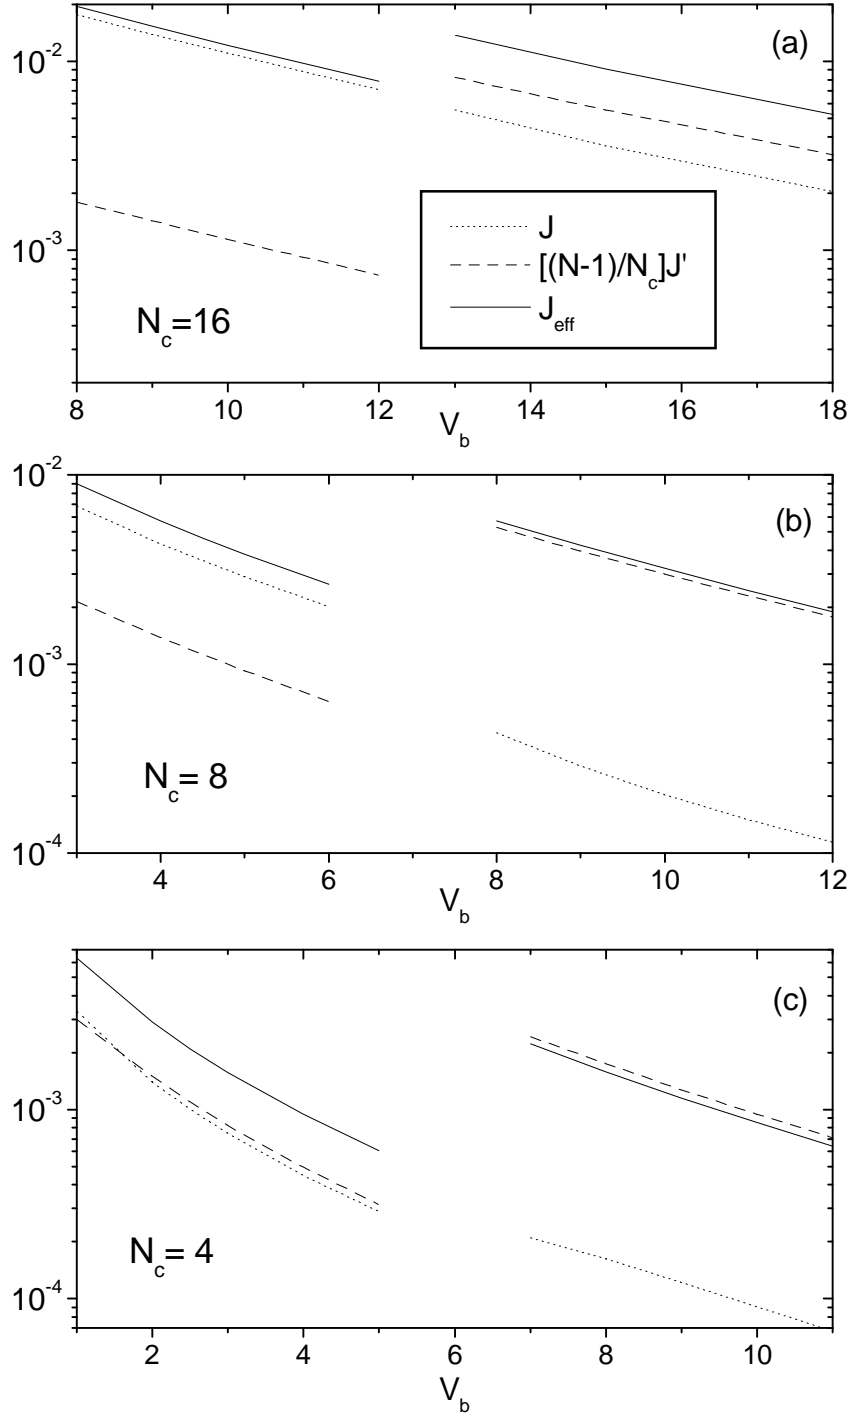 (a)
10^-2
10^-3
J
[(N-1)/N_c]J'
J_eff
N_c=16
8 10 12 14 16 18
V_b
(b)
10^-2
10^-3
10^-4
N_c= 8
4 6 8 10 12
V_b
(c)
10^-3
10^-4
N_c= 4
2 4 6 8 10
V_b